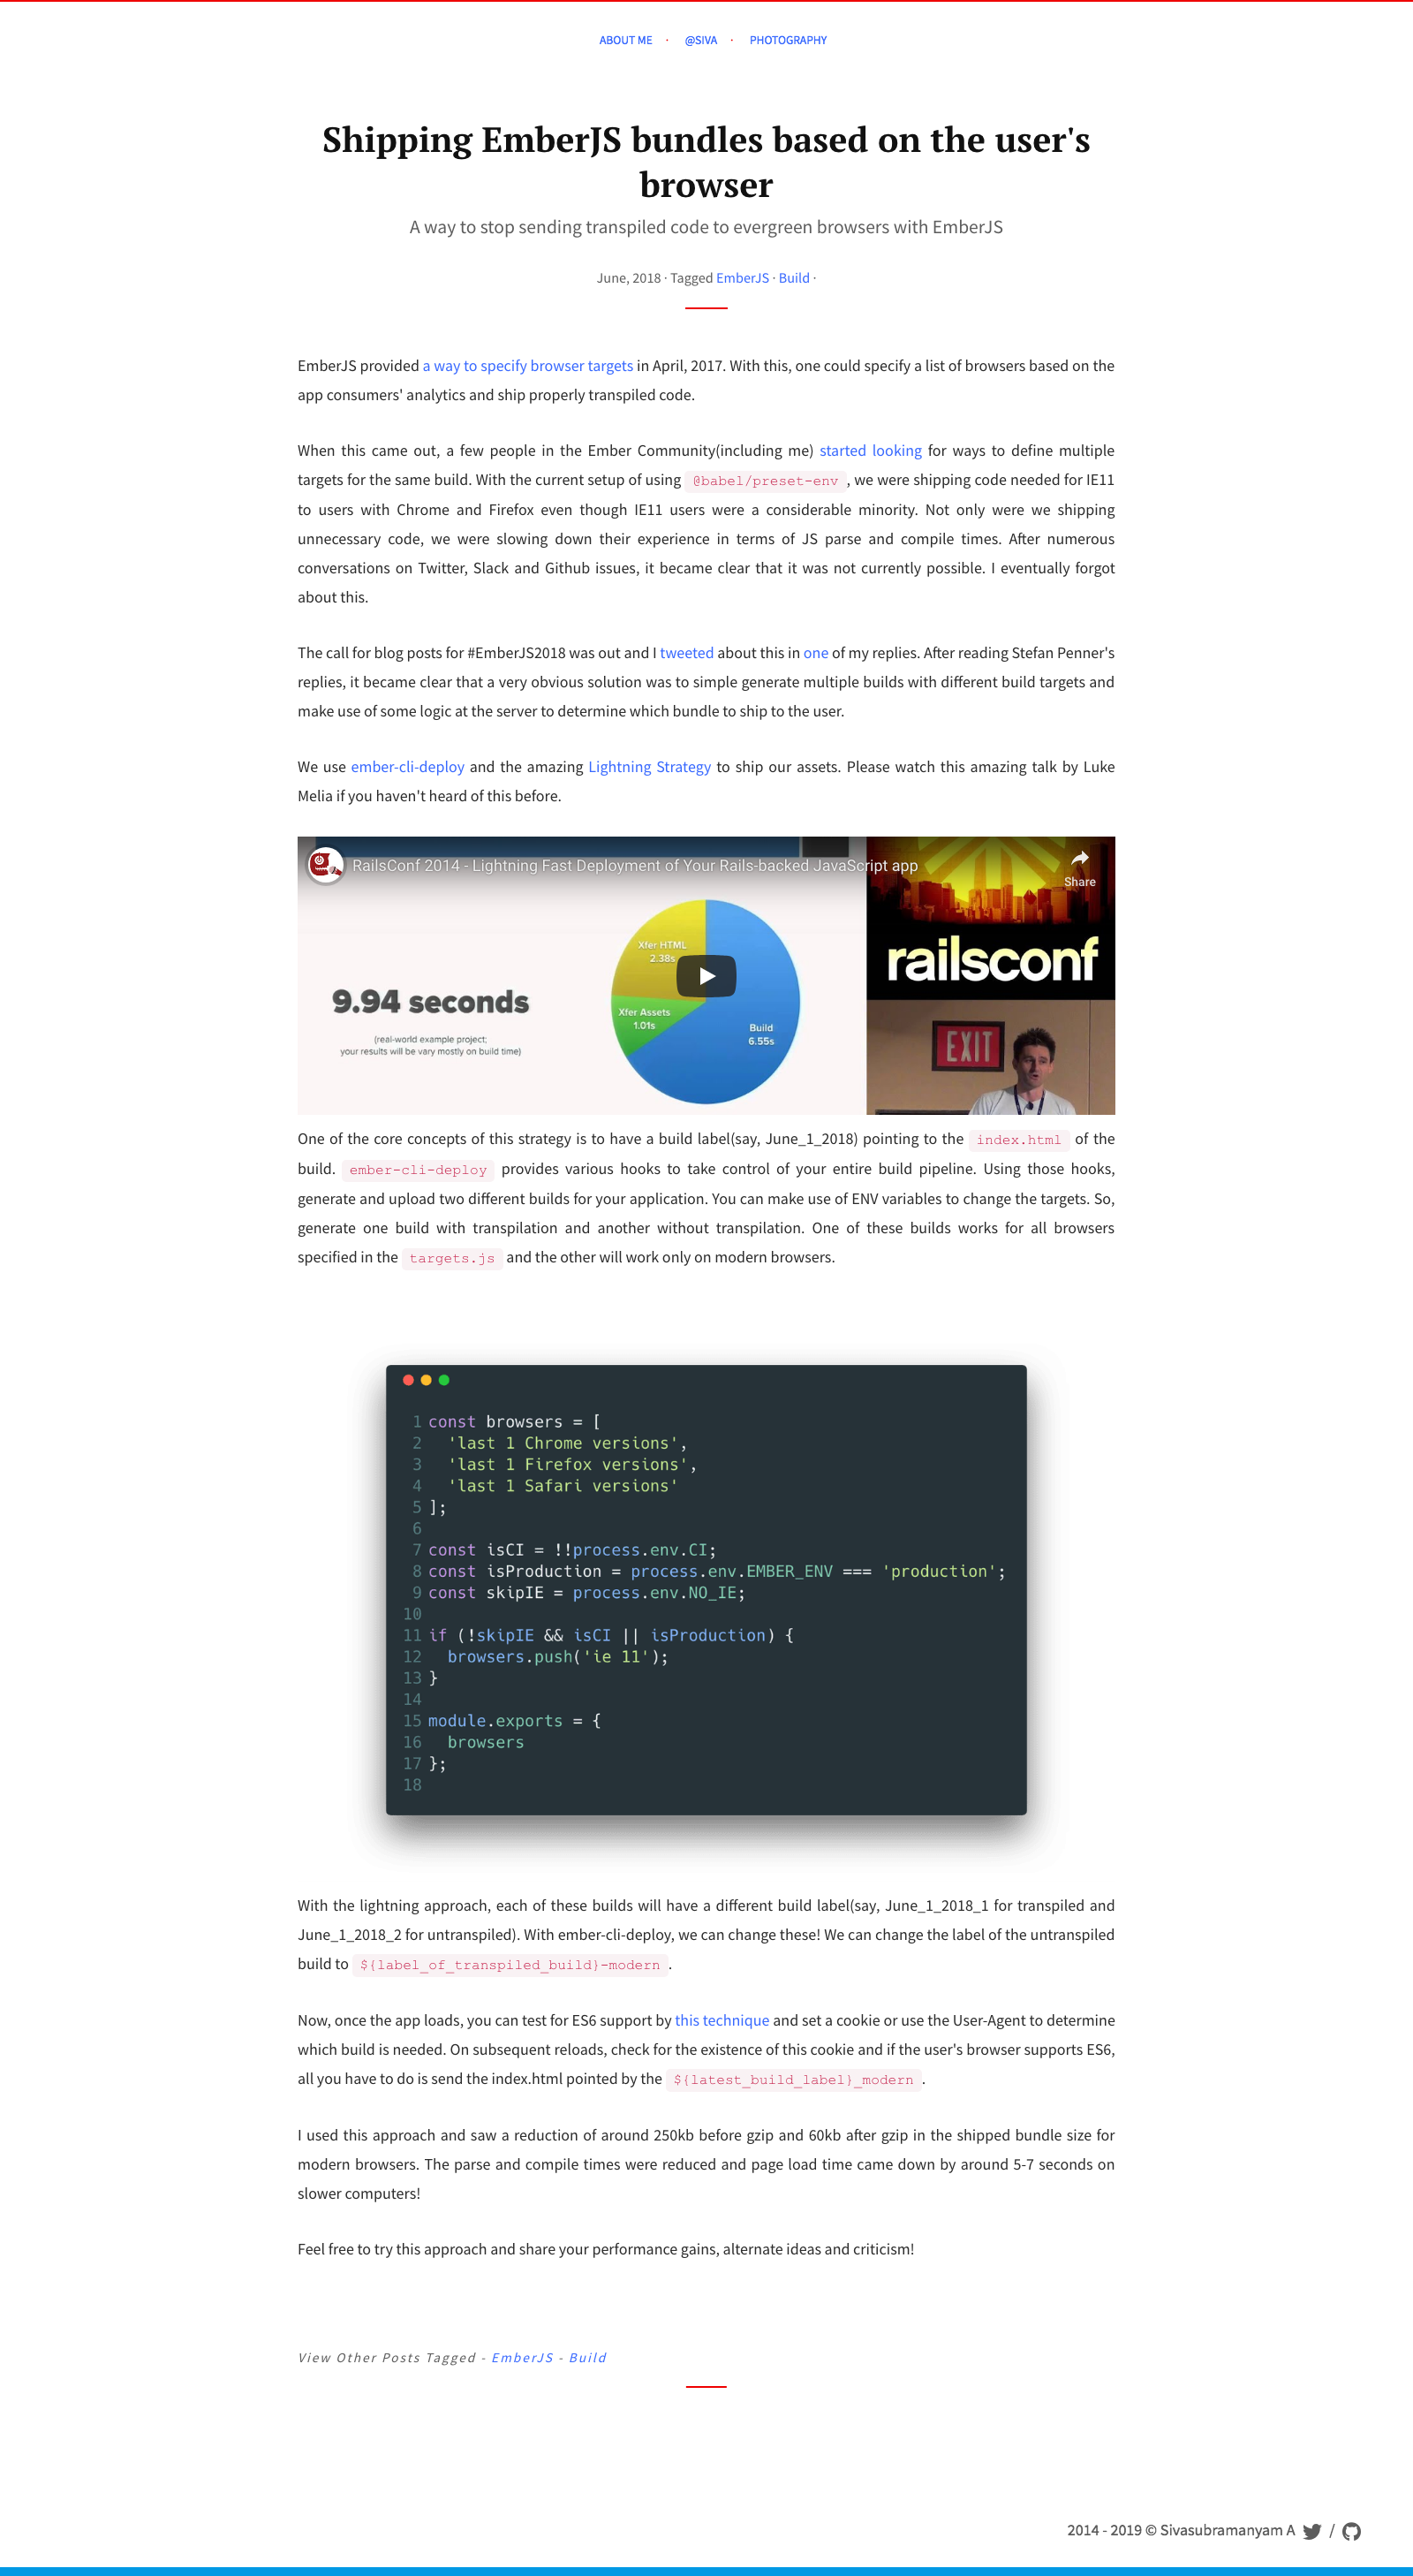 ABOUT ME · @SIVA · PHOTOGRAPHY
Shipping EmberJS bundles based on the user's
browser
A way to stop sending transpiled code to evergreen browsers with EmberJS
June, 2018 · Tagged EmberJS · Build ·
EmberJS provided a way to specify browser targets in April, 2017. With this, one could specify a list of browsers based on the
app consumers' analytics and ship properly transpiled code.
When this came out, a few people in the Ember Community(including me) started looking for ways to define multiple
targets for the same build. With the current setup of using @babel/preset-env, we were shipping code needed for IE11
to users with Chrome and Firefox even though IE11 users were a considerable minority. Not only were we shipping
unnecessary code, we were slowing down their experience in terms of JS parse and compile times. After numerous
conversations on Twitter, Slack and Github issues, it became clear that it was not currently possible. I eventually forgot
about this.
The call for blog posts for #EmberJS2018 was out and I tweeted about this in one of my replies. After reading Stefan Penner's
replies, it became clear that a very obvious solution was to simple generate multiple builds with different build targets and
make use of some logic at the server to determine which bundle to ship to the user.
We use ember-cli-deploy and the amazing Lightning Strategy to ship our assets. Please watch this amazing talk by Luke
Melia if you haven't heard of this before.
RailsConf 2014 - Lightning Fast Deployment of Your Rails-backed JavaScript app
Share
Xfer HTML
2.38s
railsconf
9.94 seconds
Xfer Assets
1.01s
Build
6.55s
(real-world example project;
your results will be vary mostly on build time)
EXIT
One of the core concepts of this strategy is to have a build label(say, June_1_2018) pointing to the index.html of the
build. ember-cli-deploy provides various hooks to take control of your entire build pipeline. Using those hooks,
generate and upload two different builds for your application. You can make use of ENV variables to change the targets. So,
generate one build with transpilation and another without transpilation. One of these builds works for all browsers
specified in the targets.js and the other will work only on modern browsers.
1 const browsers = [
2   'last 1 Chrome versions',
3   'last 1 Firefox versions',
4   'last 1 Safari versions'
5 ];
6
7 const isCI = !!process.env.CI;
8 const isProduction = process.env.EMBER_ENV === 'production';
9 const skipIE = process.env.NO_IE;
10
11 if (!skipIE && isCI || isProduction) {
12   browsers.push('ie 11');
13 }
14
15 module.exports = {
16   browsers
17 };
18
With the lightning approach, each of these builds will have a different build label(say, June_1_2018_1 for transpiled and
June_1_2018_2 for untranspiled). With ember-cli-deploy, we can change these! We can change the label of the untranspiled
build to ${label_of_transpiled_build}-modern.
Now, once the app loads, you can test for ES6 support by this technique and set a cookie or use the User-Agent to determine
which build is needed. On subsequent reloads, check for the existence of this cookie and if the user's browser supports ES6,
all you have to do is send the index.html pointed by the ${latest_build_label}_modern.
I used this approach and saw a reduction of around 250kb before gzip and 60kb after gzip in the shipped bundle size for
modern browsers. The parse and compile times were reduced and page load time came down by around 5-7 seconds on
slower computers!
Feel free to try this approach and share your performance gains, alternate ideas and criticism!
View Other Posts Tagged - EmberJS - Build
2014 - 2019 © Sivasubramanyam A /